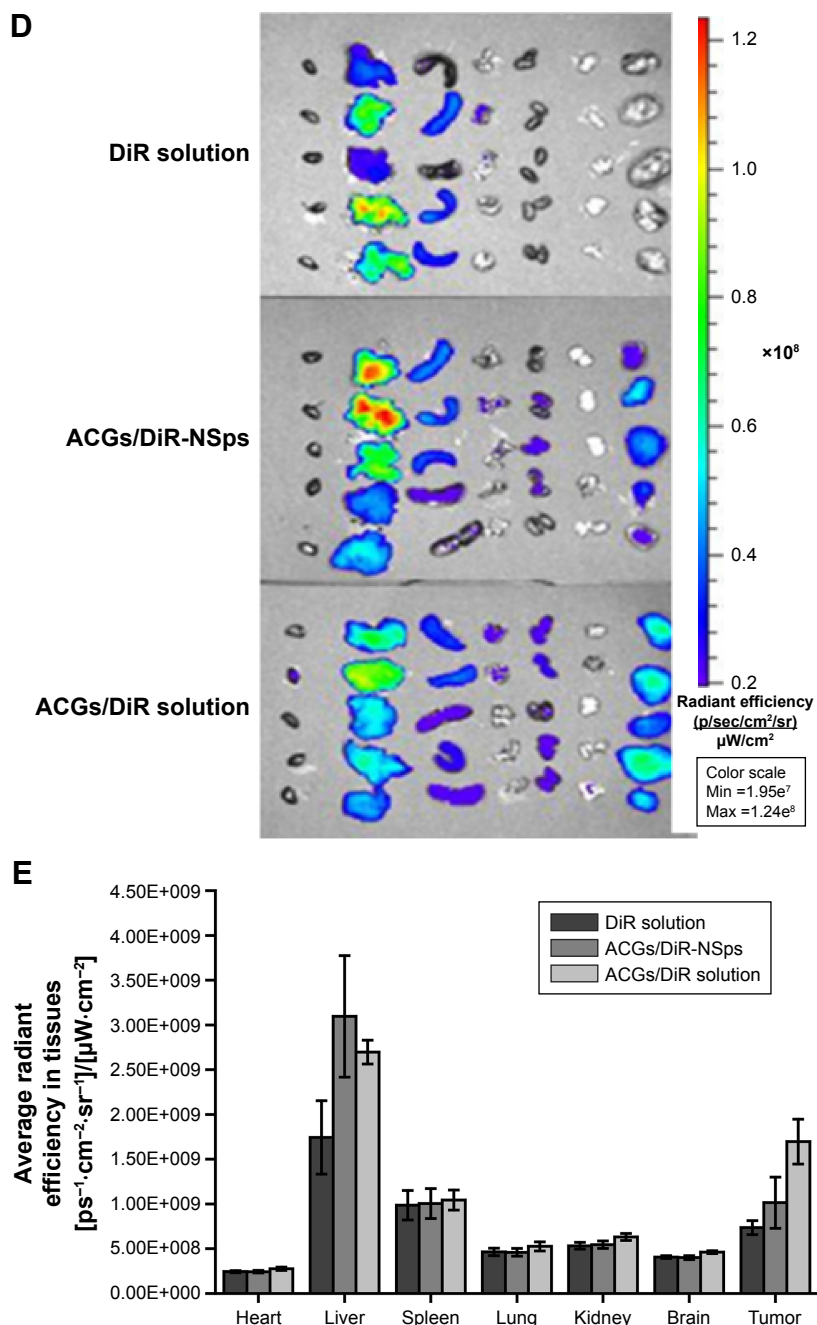 D
DiR solution
ACGs/DiR-NSps
ACGs/DiR solution
1.2
1.0
0.8
×10⁸
0.6
0.4
0.2
Radiant efficiency
(p/sec/cm²/sr)
µW/cm²
Color scale
Min =1.95e⁷
Max =1.24e⁸
E
Average radiant
efficiency in tissues
[ps⁻¹·cm⁻²·sr⁻¹]/[µW·cm⁻²]
4.50E+009
4.00E+009
3.50E+009
3.00E+009
2.50E+009
2.00E+009
1.50E+009
1.00E+009
5.00E+008
0.00E+000
DiR solution
ACGs/DiR-NSps
ACGs/DiR solution
Heart Liver Spleen Lung Kidney Brain Tumor